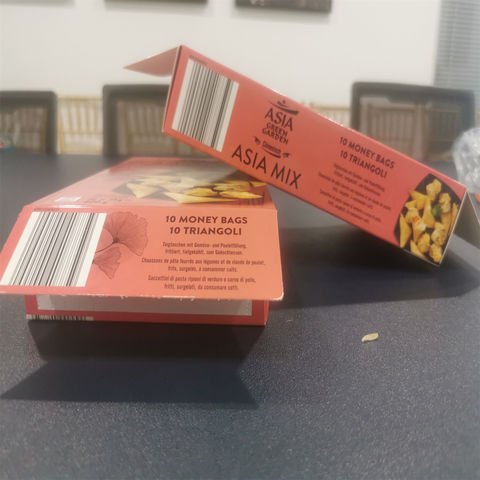 ASIA
GREEN
GARDEN
ASIA MIX
10 MONEY BAGS
10 TRIANGOLI
10 MONEY BAGS
10 TRIANGOLI
Teigtaschen mit Gemüse- und Pouletfüllung,
frittiert, tiefgekühlt, zum Gekochtessen.
Chaussons de pâte fourrés aux légumes et de viande de poulet,
frits, surgelés, à consommer cuits.
Saccottini di pasta ripieni di verdure e carne di pollo,
fritti, surgelati, da consumare cotti.